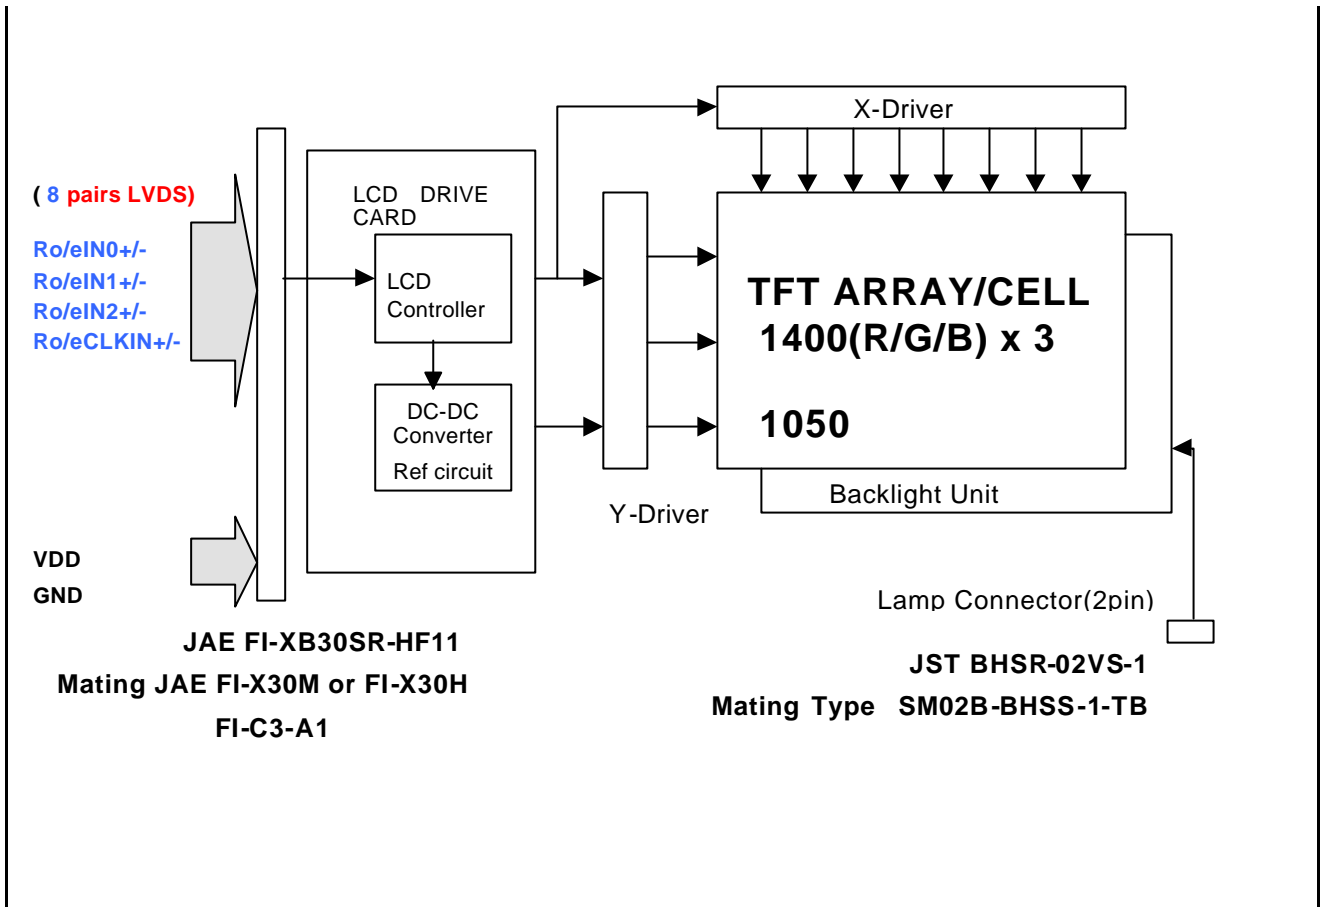 X-Driver
( 8 pairs LVDS)
Ro/eIN0+/-
Ro/eIN1+/-
Ro/eIN2+/-
Ro/eCLKIN+/-
LCD DRIVE
CARD
LCD
Controller
DC-DC
Converter
Ref circuit
TFT ARRAY/CELL
1400(R/G/B) x 3
1050
Backlight Unit
Y-Driver
VDD
GND
Lamp Connector(2pin)
JAE FI-XB30SR-HF11
Mating JAE FI-X30M or FI-X30H
FI-C3-A1
JST BHSR-02VS-1
Mating Type SM02B-BHSS-1-TB